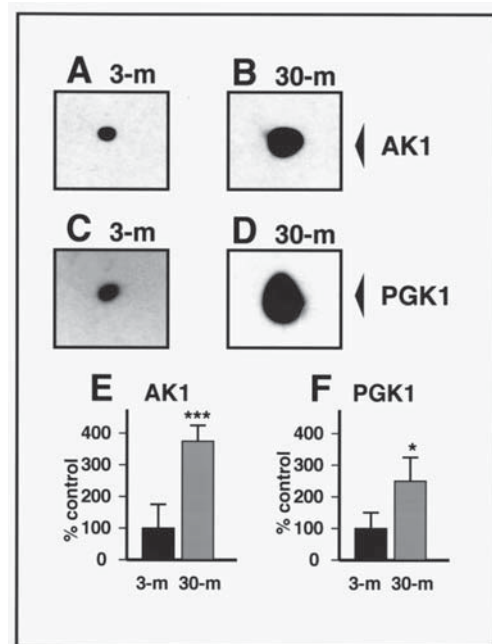 A 3-m B 30-m
AK1
C 3-m D 30-m
PGK1
E AK1 F PGK1
*** *
400 400
300 300
200 200
100 100
0 0
% control % control
3-m 30-m 3-m 30-m